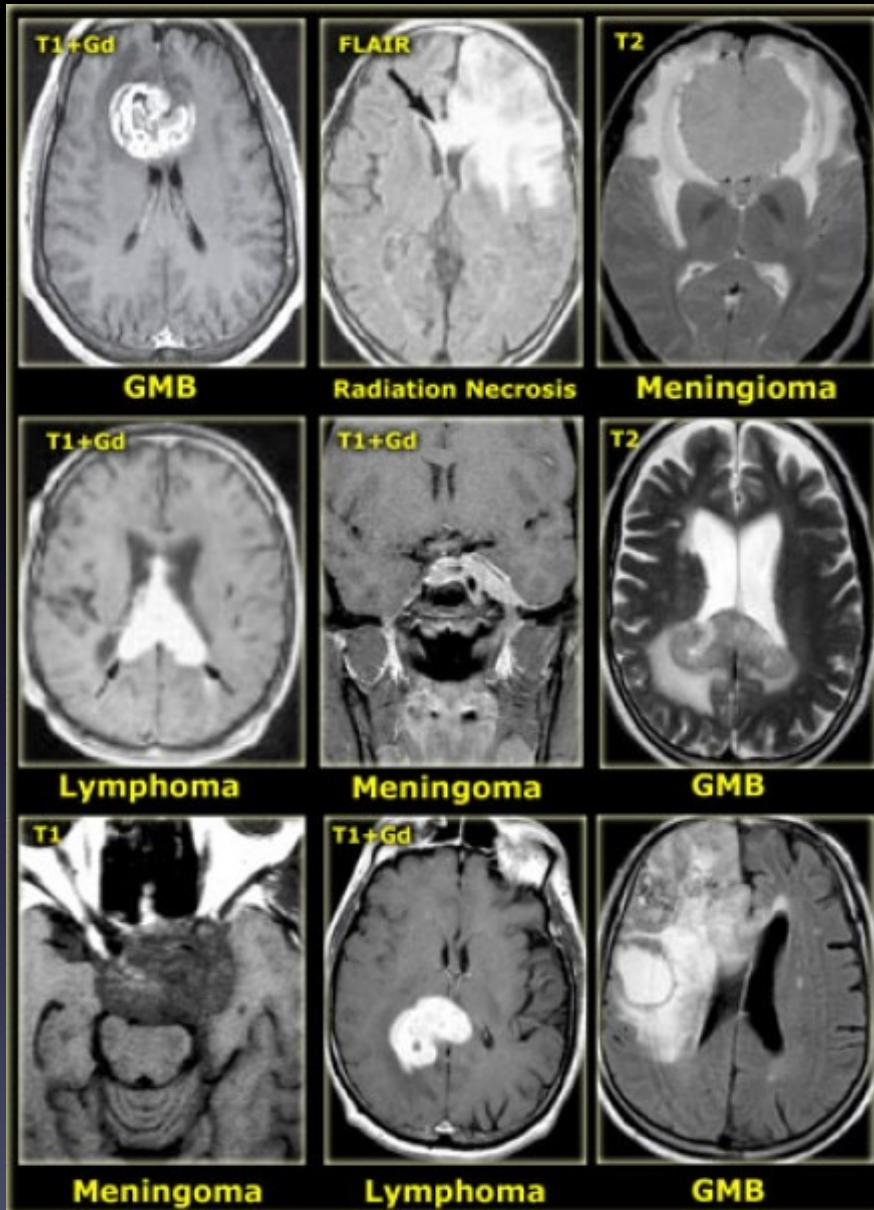 T1+Gd FLAIR T2
GMB Radiation Necrosis Meningioma
T1+Gd T1+Gd T2
Lymphoma Meningoma GMB
T1 T1+Gd
Meningoma Lymphoma GMB